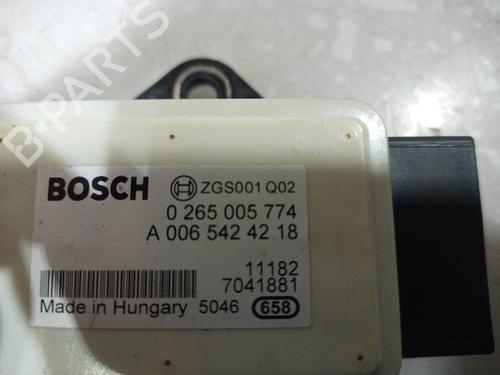 B-PARTS
BOSCH ZGS001 Q02
0 265 005 774
A 006 542 42 18
11182
7041881
Made in Hungary 5046 658